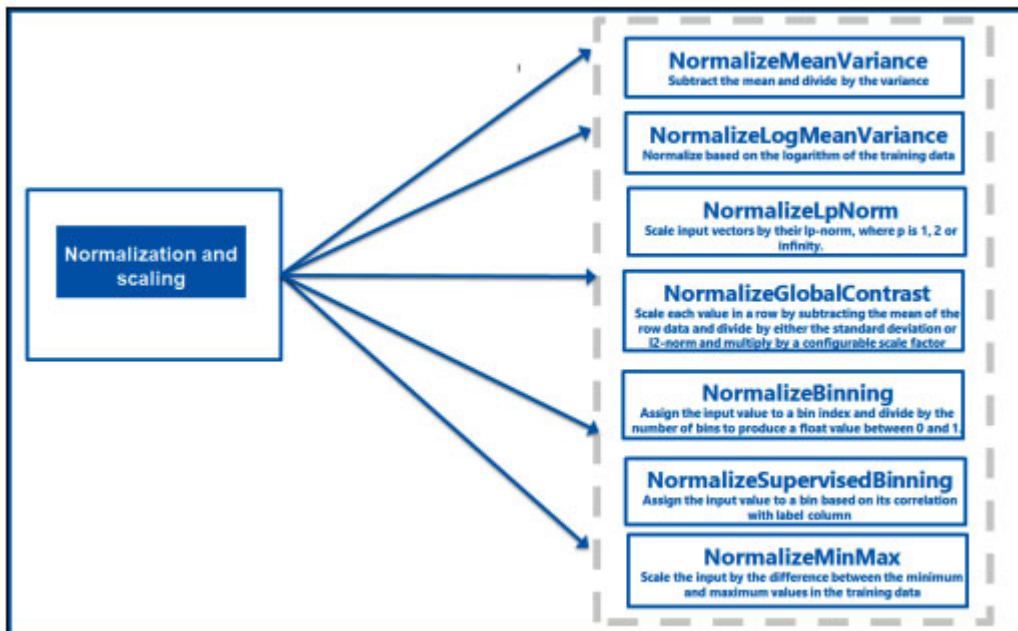 Normalization and
scaling
NormalizeMeanVariance
Subtract the mean and divide by the variance
NormalizeLogMeanVariance
Normalize based on the logarithm of the training data
NormalizeLpNorm
Scale input vectors by their lp-norm, where p is 1, 2 or
infinity.
NormalizeGlobalContrast
Scale each value in a row by subtracting the mean of the
row data and divide by either the standard deviation or
l2-norm and multiply by a configurable scale factor
NormalizeBinning
Assign the input value to a bin index and divide by the
number of bins to produce a float value between 0 and 1.
NormalizeSupervisedBinning
Assign the input value to a bin based on its correlation
with label column
NormalizeMinMax
Scale the input by the difference between the minimum
and maximum values in the training data